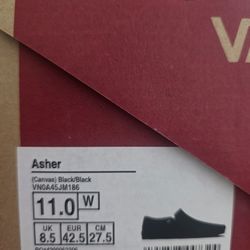 VA
Asher
(Canvas) Black/Black
VN0A45JM186
11.0 W
UK EUR CM
8.5 42.5 27.5